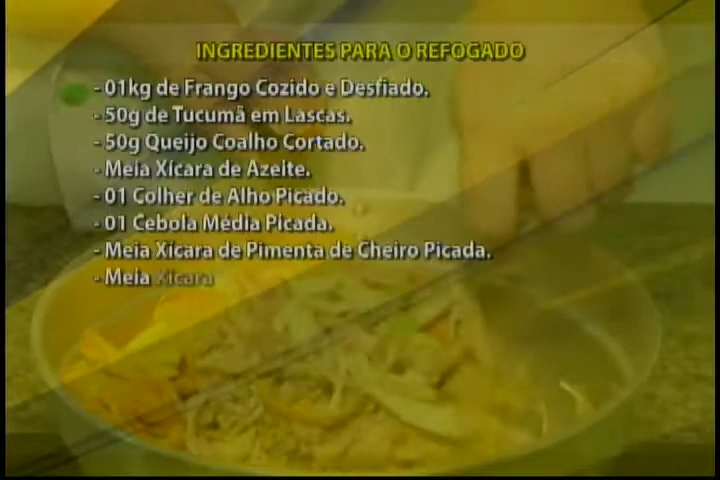 INGREDIENTES PARA O REFOGADO
- 01kg de Frango Cozido e Desfiado.
- 50g de Tucumã em Lascas.
- 50g Queijo Coalho Cortado.
- Meia Xícara de Azeite.
- 01 Colher de Alho Picado.
- 01 Cebola Média Picada.
- Meia Xícara de Pimenta de Cheiro Picada.
- Meia Xícara